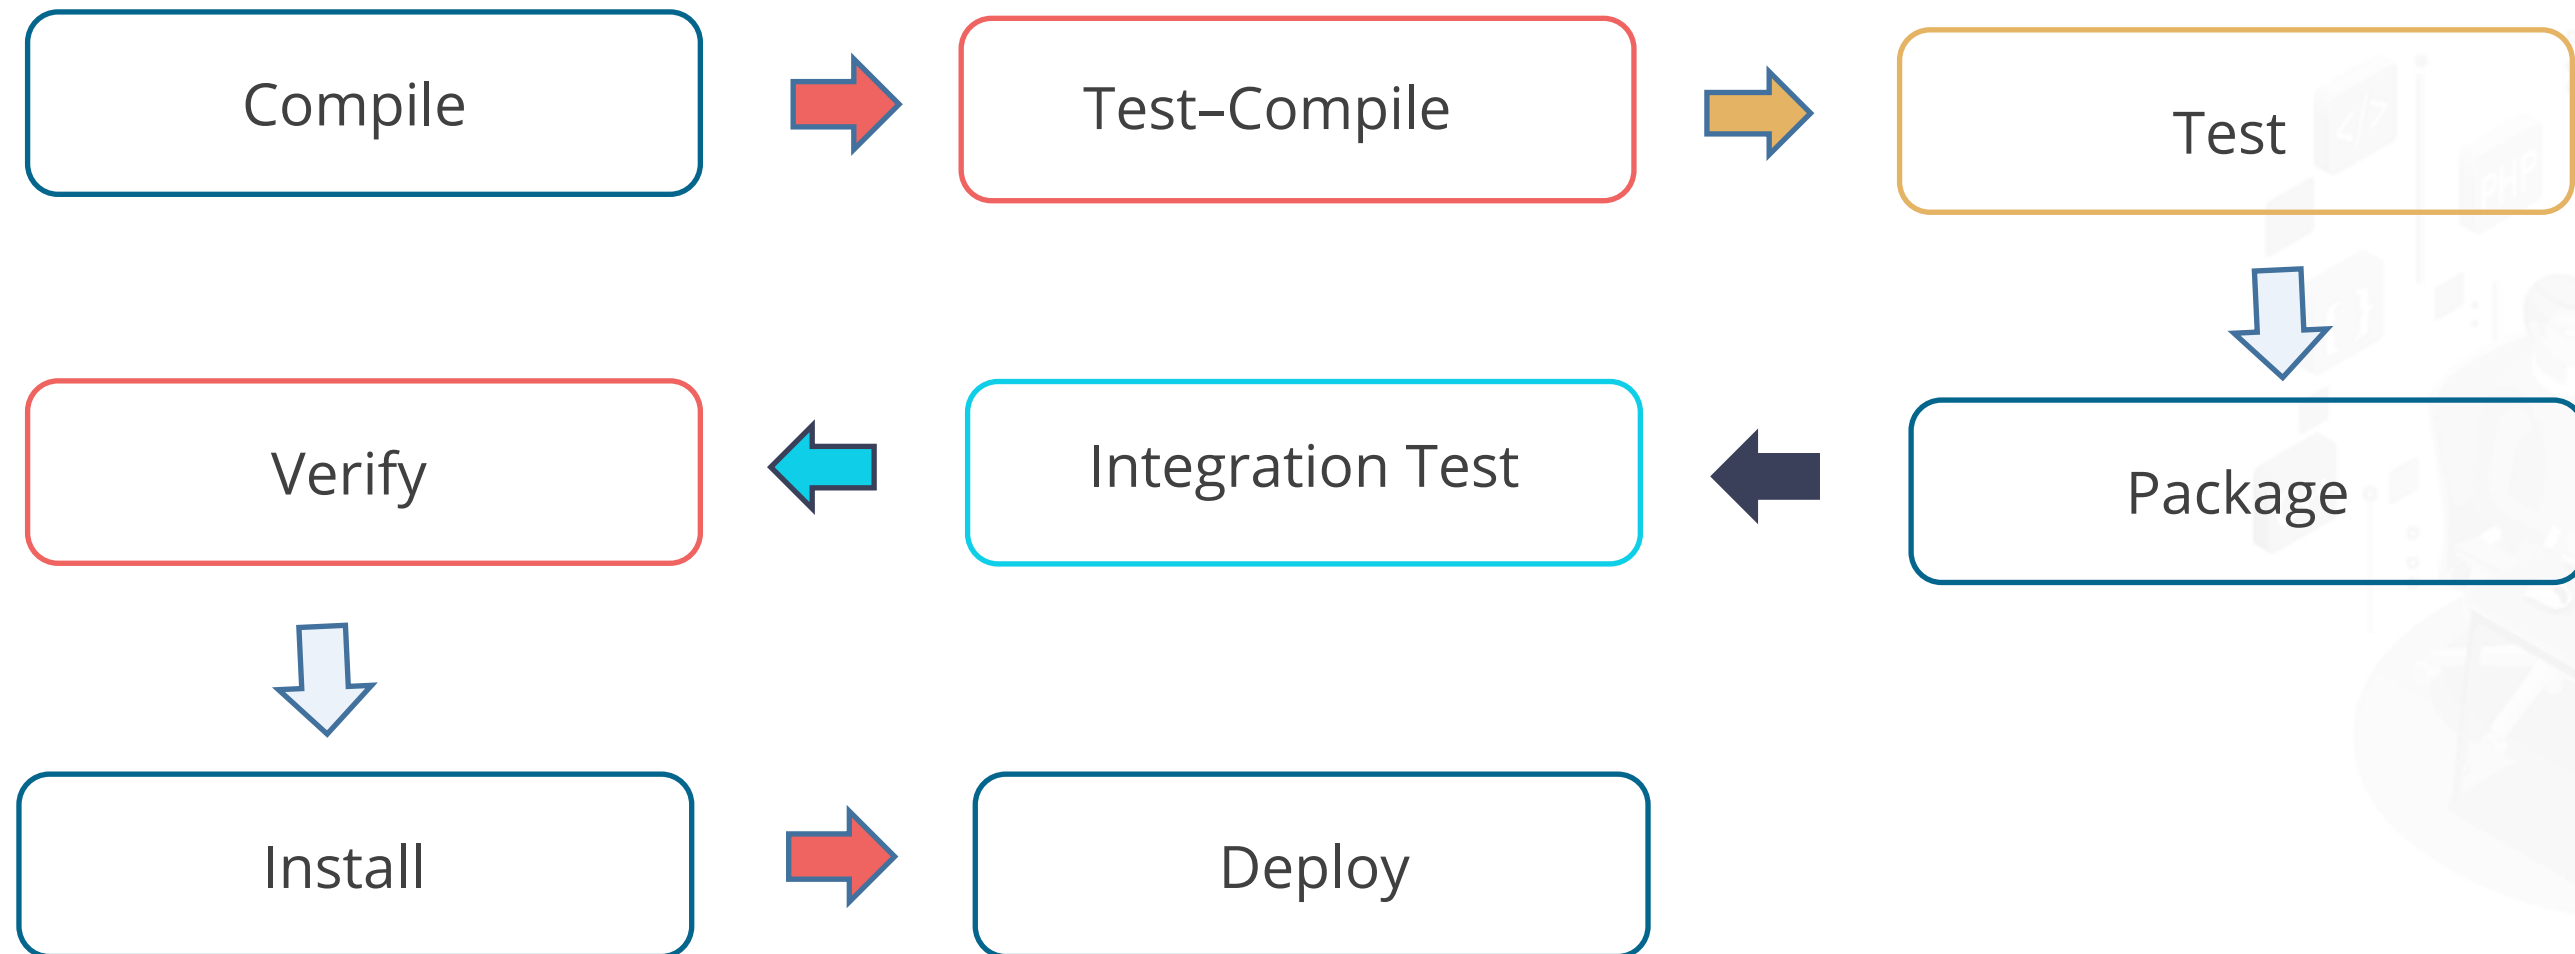 Compile
Test–Compile
Test
Verify
Integration Test
Package
Install
Deploy